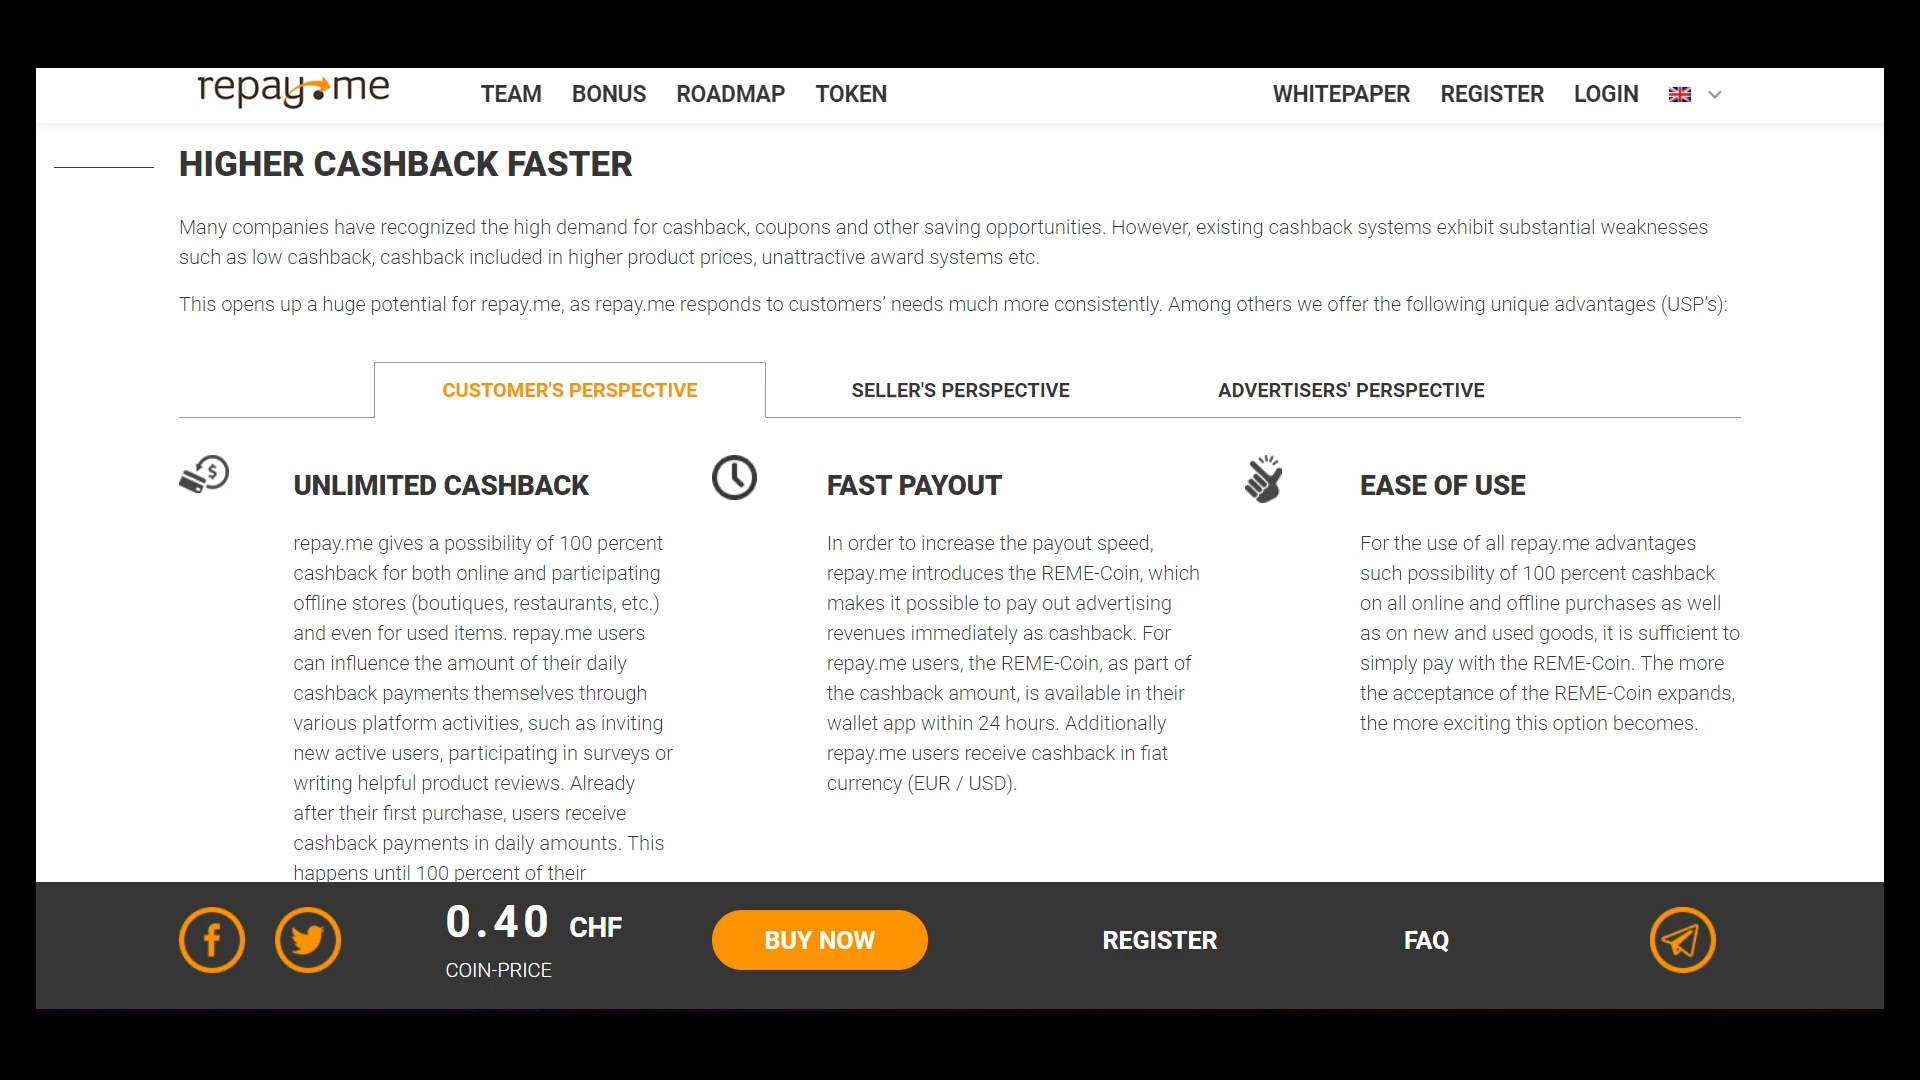 repay.me
TEAM BONUS ROADMAP TOKEN WHITEPAPER REGISTER LOGIN
HIGHER CASHBACK FASTER
Many companies have recognized the high demand for cashback, coupons and other saving opportunities. However, existing cashback systems exhibit substantial weaknesses
such as low cashback, cashback included in higher product prices, unattractive award systems etc.
This opens up a huge potential for repay.me, as repay.me responds to customers’ needs much more consistently. Among others we offer the following unique advantages (USP’s):
CUSTOMER'S PERSPECTIVE SELLER'S PERSPECTIVE ADVERTISERS' PERSPECTIVE
UNLIMITED CASHBACK
repay.me gives a possibility of 100 percent
cashback for both online and participating
offline stores (boutiques, restaurants, etc.)
and even for used items. repay.me users
can influence the amount of their daily
cashback payments themselves through
various platform activities, such as inviting
new active users, participating in surveys or
writing helpful product reviews. Already
after their first purchase, users receive
cashback payments in daily amounts. This
happens until 100 percent of their
FAST PAYOUT
In order to increase the payout speed,
repay.me introduces the REME-Coin, which
makes it possible to pay out advertising
revenues immediately as cashback. For
repay.me users, the REME-Coin, as part of
the cashback amount, is available in their
wallet app within 24 hours. Additionally
repay.me users receive cashback in fiat
currency (EUR / USD).
EASE OF USE
For the use of all repay.me advantages
such possibility of 100 percent cashback
on all online and offline purchases as well
as on new and used goods, it is sufficient to
simply pay with the REME-Coin. The more
the acceptance of the REME-Coin expands,
the more exciting this option becomes.
0.40 CHF
COIN-PRICE
BUY NOW
REGISTER
FAQ